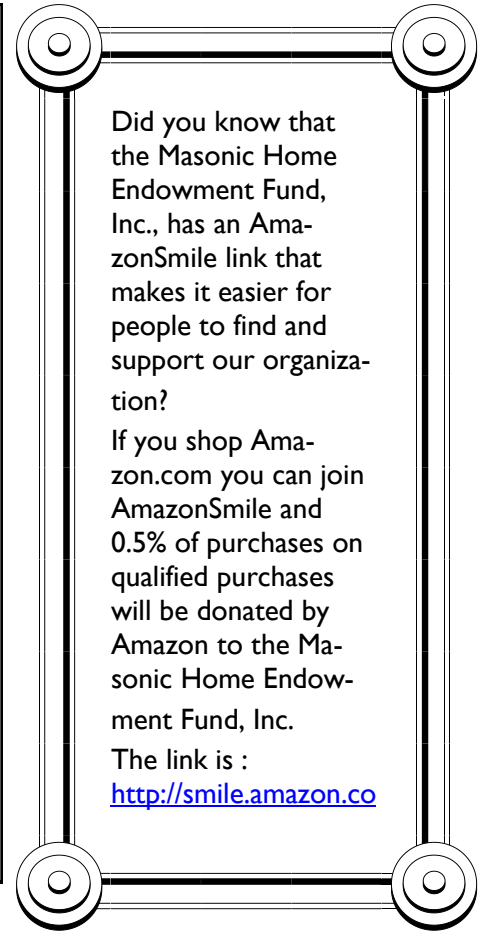 Did you know that
the Masonic Home
Endowment Fund,
Inc., has an Ama-
zonSmile link that
makes it easier for
people to find and
support our organiza-
tion?
If you shop Ama-
zon.com you can join
AmazonSmile and
0.5% of purchases on
qualified purchases
will be donated by
Amazon to the Ma-
sonic Home Endow-
ment Fund, Inc.
The link is :
http://smile.amazon.co